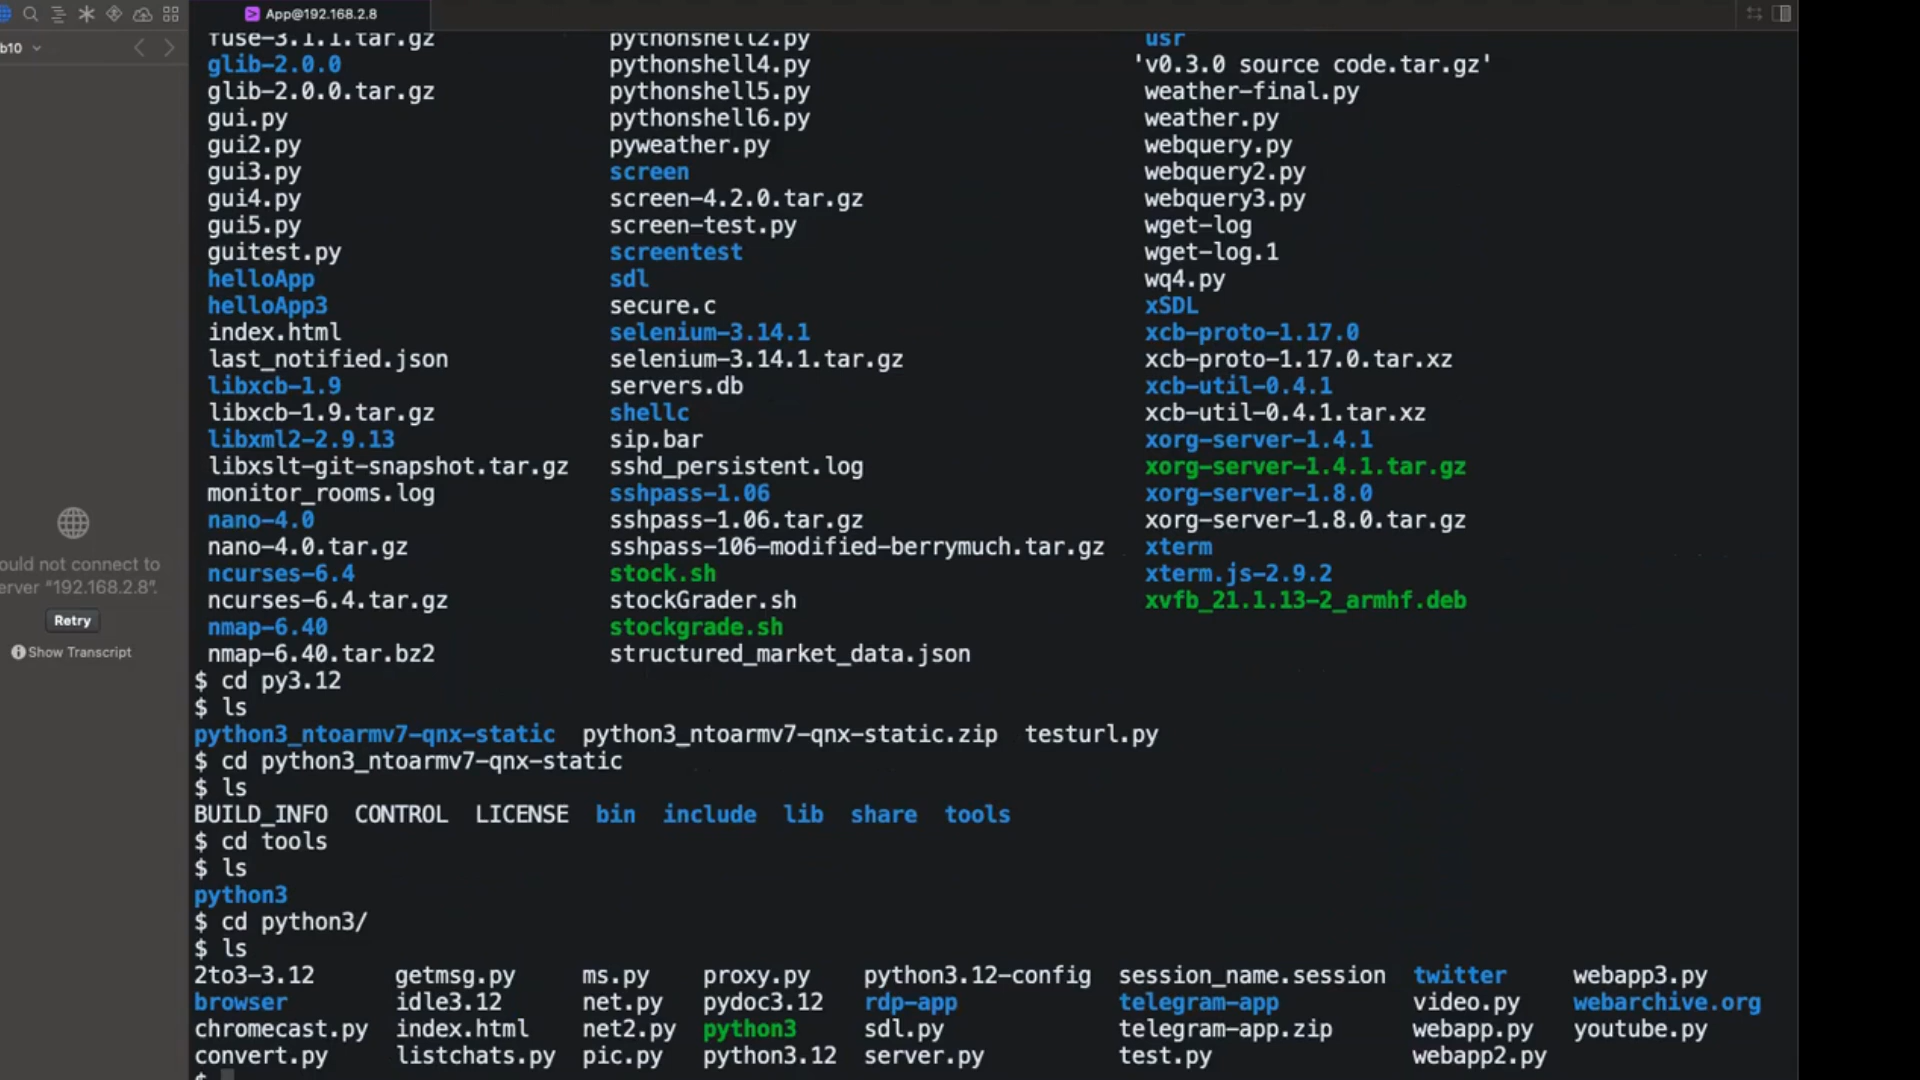 App@192.168.2.8
b10
fuse-3.1.1.tar.gz pythonshell2.py usr
glib-2.0.0 pythonshell4.py 'v0.3.0 source code.tar.gz'
glib-2.0.0.tar.gz pythonshell5.py weather-final.py
gui.py pythonshell6.py weather.py
gui2.py pyweather.py webquery.py
gui3.py screen webquery2.py
gui4.py screen-4.2.0.tar.gz webquery3.py
gui5.py screen-test.py wget-log
guitest.py screentest wget-log.1
helloApp sdl wq4.py
helloApp3 secure.c xSDL
index.html selenium-3.14.1 xcb-proto-1.17.0
last_notified.json selenium-3.14.1.tar.gz xcb-proto-1.17.0.tar.xz
libxcb-1.9 servers.db xcb-util-0.4.1
libxcb-1.9.tar.gz shellc xcb-util-0.4.1.tar.xz
libxml2-2.9.13 sip.bar xorg-server-1.4.1
libxslt-git-snapshot.tar.gz sshd_persistent.log xorg-server-1.4.1.tar.gz
monitor_rooms.log sshpass-1.06 xorg-server-1.8.0
nano-4.0 sshpass-1.06.tar.gz xorg-server-1.8.0.tar.gz
nano-4.0.tar.gz sshpass-106-modified-berrymuch.tar.gz xterm
ncurses-6.4 stock.sh xterm.js-2.9.2
ncurses-6.4.tar.gz stockGrader.sh xvfb_21.1.13-2_armhf.deb
nmap-6.40 stockgrade.sh
nmap-6.40.tar.bz2 structured_market_data.json
$ cd py3.12
$ ls
python3_ntoarmv7-qnx-static python3_ntoarmv7-qnx-static.zip testurl.py
$ cd python3_ntoarmv7-qnx-static
$ ls
BUILD_INFO CONTROL LICENSE bin include lib share tools
$ cd tools
$ ls
python3
$ cd python3/
$ ls
2to3-3.12 getmsg.py ms.py proxy.py python3.12-config session_name.session twitter webapp3.py
browser idle3.12 net.py pydoc3.12 rdp-app telegram-app video.py webarchive.org
chromecast.py index.html net2.py python3 sdl.py telegram-app.zip webapp.py youtube.py
convert.py listchats.py pic.py python3.12 server.py test.py webapp2.py
$
ould not connect to
erver “192.168.2.8”.
Retry
Show Transcript